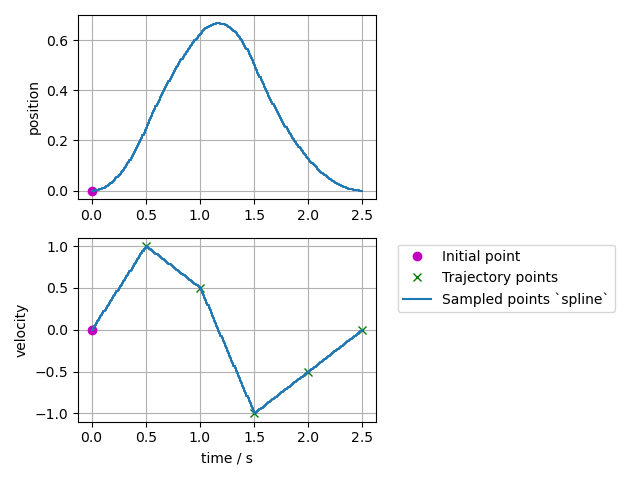 0.6
0.4
0.2
0.0
position
0.0 0.5 1.0 1.5 2.0 2.5
1.0
0.5
0.0
−0.5
−1.0
velocity
0.0 0.5 1.0 1.5 2.0 2.5
time / s
Initial point
Trajectory points
Sampled points `spline`